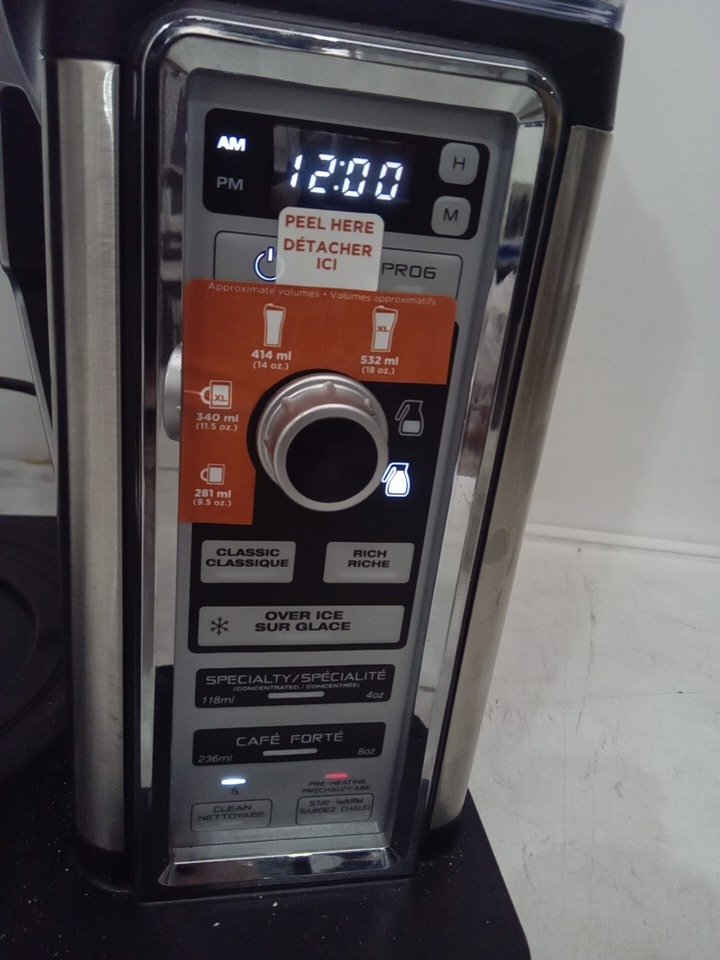 AM
12:00
H
PM
M
PEEL HERE
DÉTACHER
ICI
PROG
Approximate volumes • Volumes approximatifs
XL
414 ml
(14 oz.)
532 ml
(18 oz.)
XL
340 ml
(11.5 oz.)
281 ml
(9.5 oz.)
CLASSIC
CLASSIQUE
RICH
RICHE
OVER ICE
SUR GLACE
SPECIALTY/SPÉCIALITÉ
(CONCENTRATED / CONCENTRÉE)
118ml
4oz
CAFÉ FORTÉ
236ml
8oz
PRE-HEATING
PRÉCHAUFFAGE
CLEAN
NETTOYAGE
STAY WARM
GARDEZ CHAUD